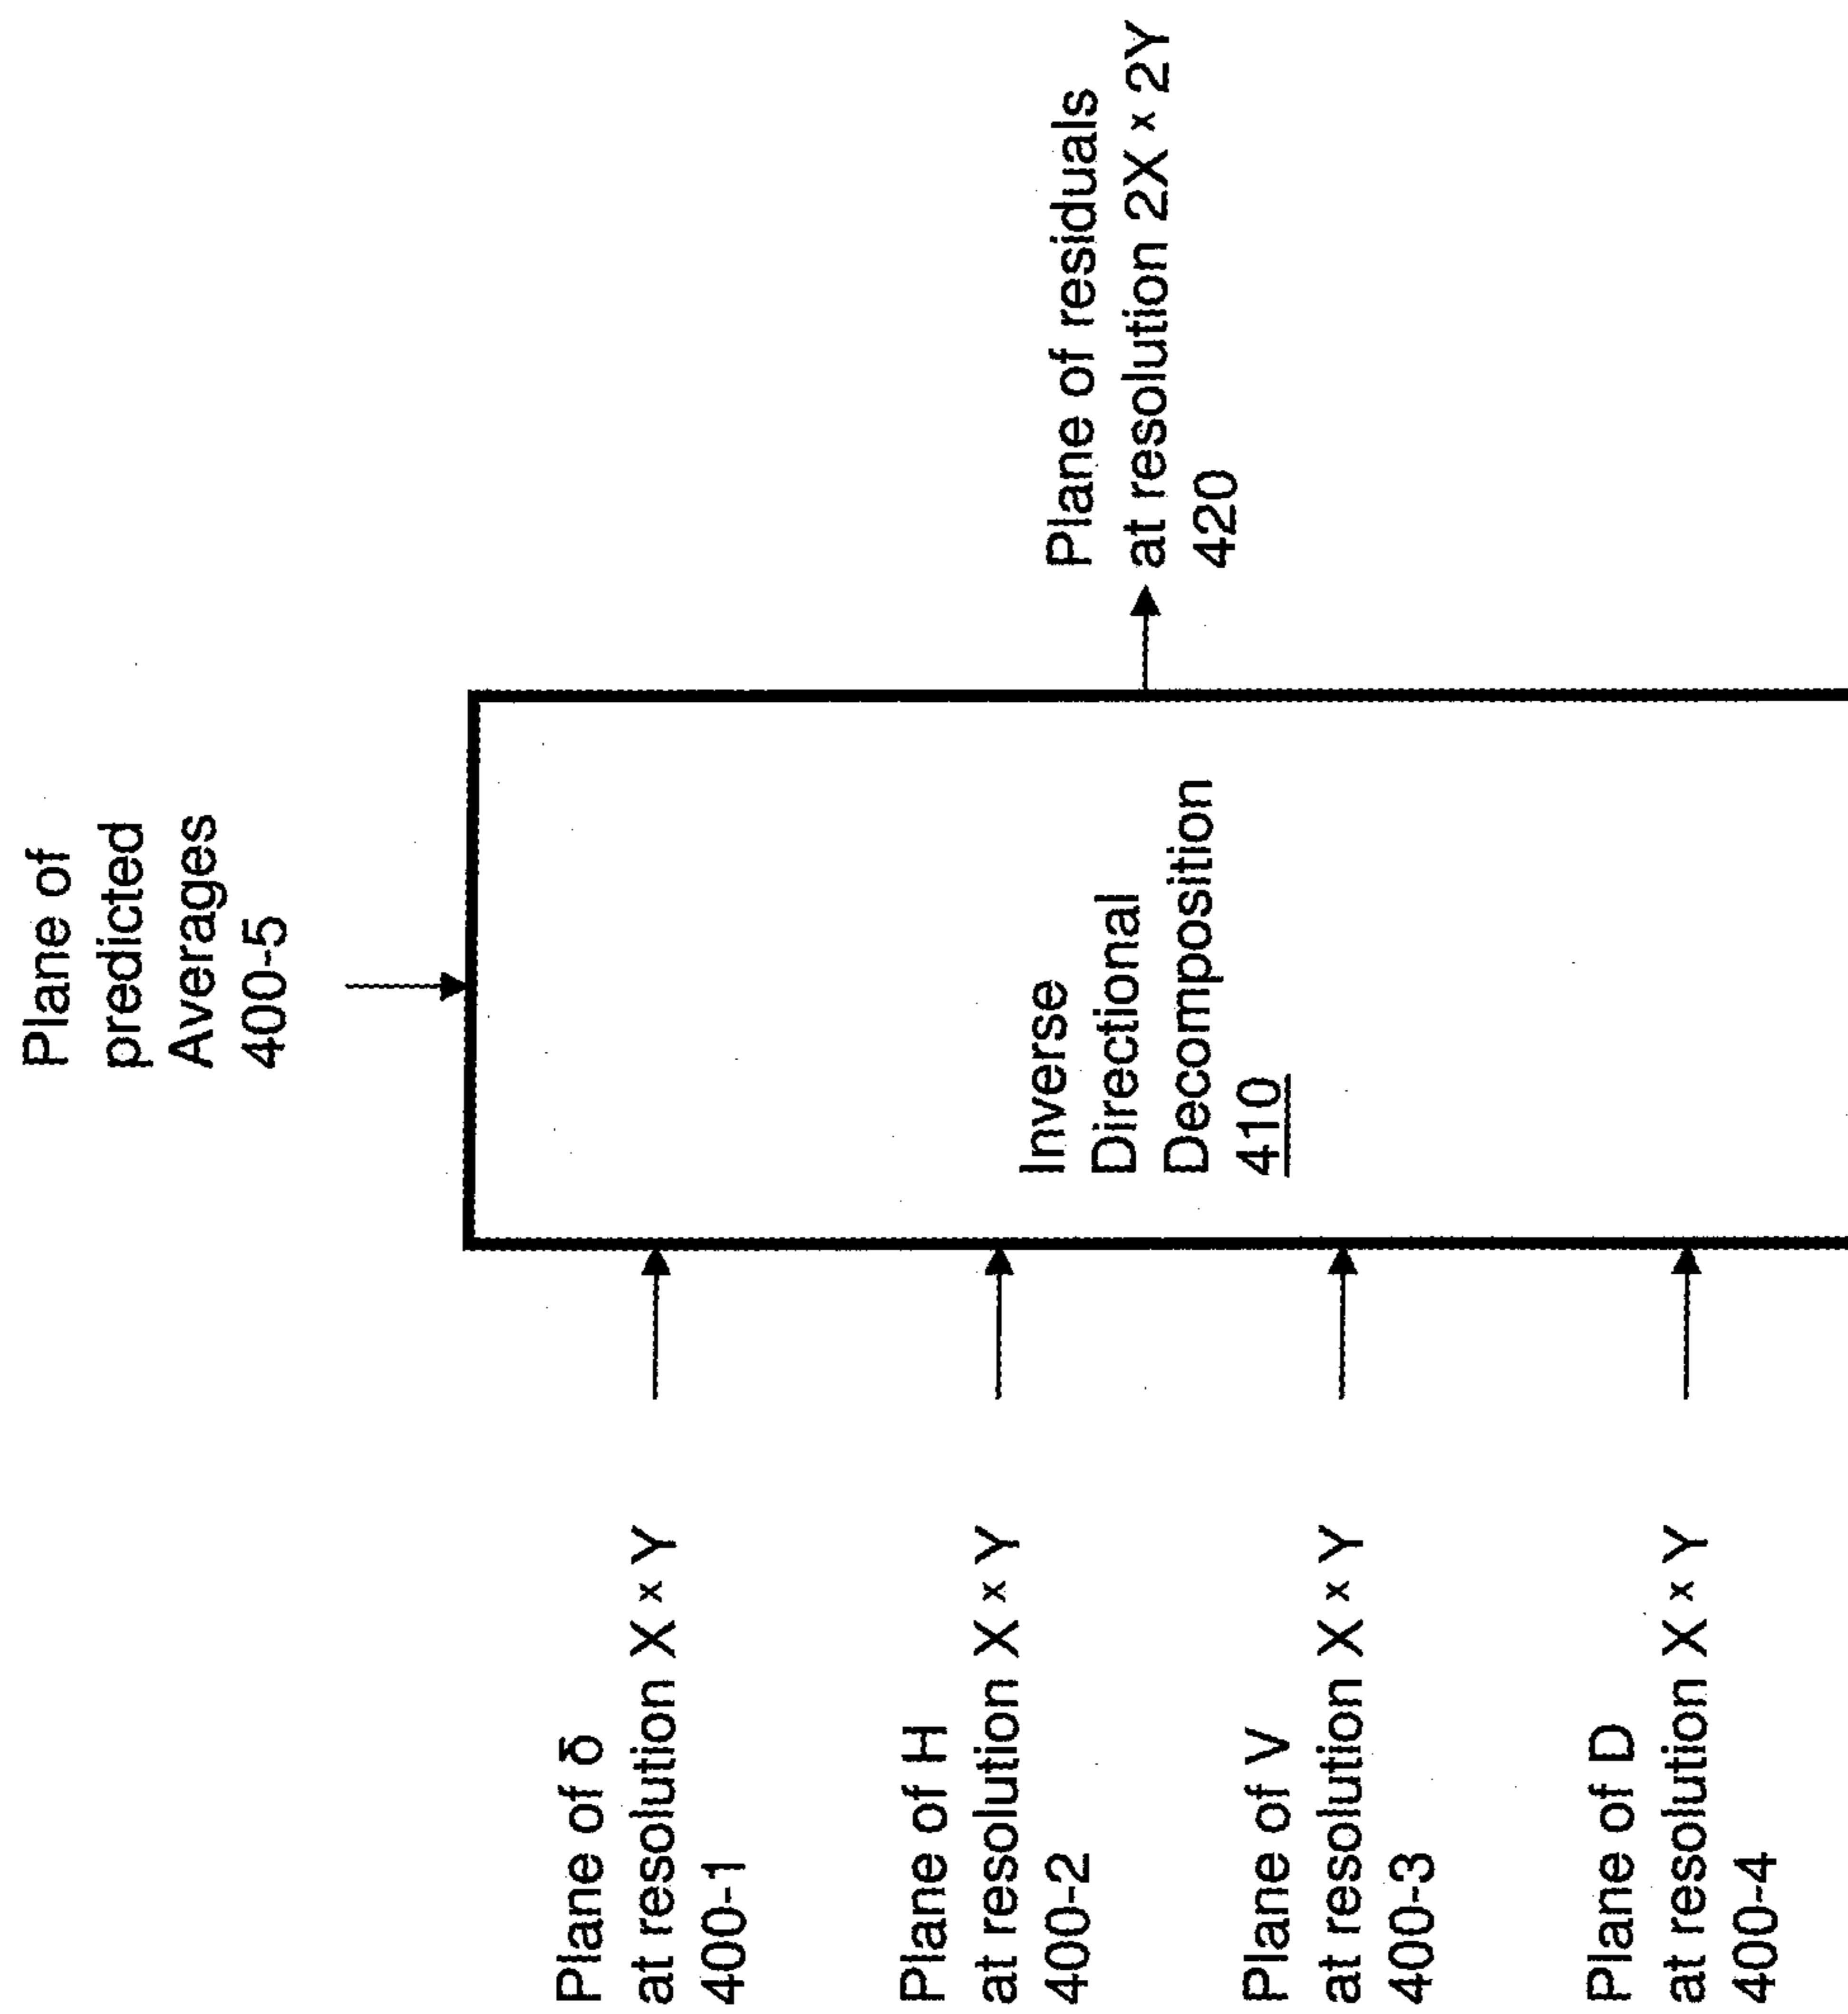 Plane of
predicted
Averages
400-5
Plane of δ
at resolution X × Y
400-1
Plane of H
at resolution X × Y
400-2
Plane of V
at resolution X × Y
400-3
Plane of D
at resolution X × Y
400-4
Inverse
Directional
Decomposition
410
Plane of residuals
at resolution 2X × 2Y
420